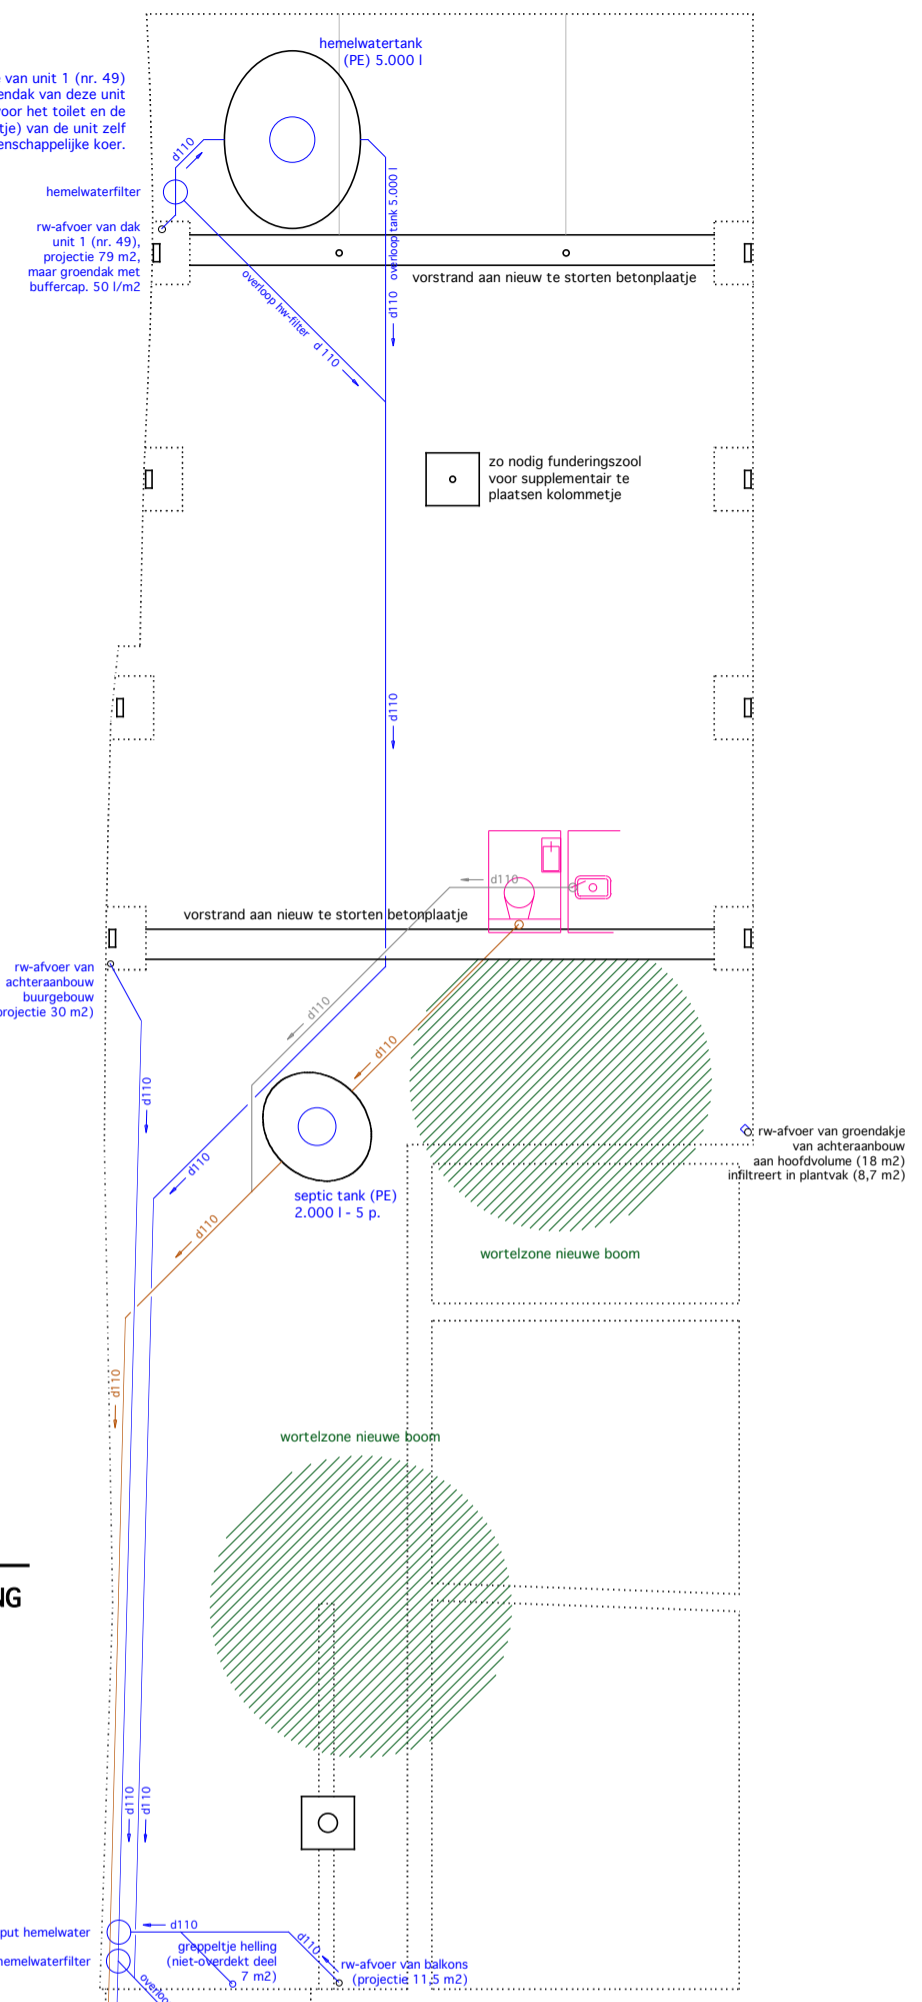 hemelwatertank
(PE) 5.000 l
van unit 1 (nr. 49)
endak van deze unit
voor het toilet en de
tje) van de unit zelf
enschappelijke koer.
d110
hemelwaterfilter
rw-afvoer van dak
unit 1 (nr. 49),
projectie 79 m2,
maar groendak met
buffercap. 50 l/m2
overloop hw-filter d 110
d110 overloop tank 5.000 l
vorstrand aan nieuw te storten betonplaatje
zo nodig funderingszool
voor supplementair te
plaatsen kolommetje
d110
d110
vorstrand aan nieuw te storten betonplaatje
rw-afvoer van
achteraanbouw
buurgebouw
projectie 30 m2)
d110
d110
d110
d110
rw-afvoer van groendakje
van achteraanbouw
aan hoofdvolume (18 m2)
infiltreert in plantvak (8,7 m2)
septic tank (PE)
2.000 l - 5 p.
d110
wortelzone nieuwe boom
d110
wortelzone nieuwe boom
NG
d110
d110
put hemelwater
d110
hemelwaterfilter
greppeltje helling
(niet-overdekt deel
7 m2)
d110
rw-afvoer van balkons
(projectie 11,5 m2)
overloo